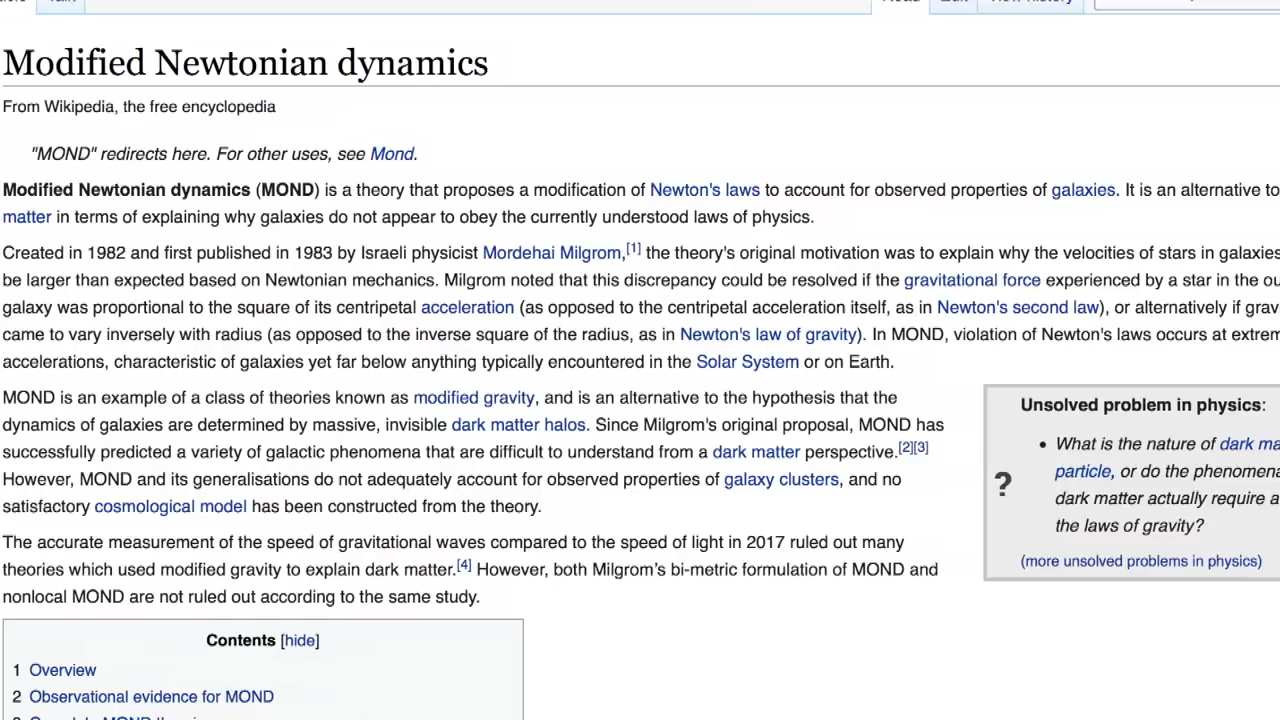 Modified Newtonian dynamics
From Wikipedia, the free encyclopedia
"MOND" redirects here. For other uses, see Mond.
Modified Newtonian dynamics (MOND) is a theory that proposes a modification of Newton's laws to account for observed properties of galaxies. It is an alternative to
matter in terms of explaining why galaxies do not appear to obey the currently understood laws of physics.
Created in 1982 and first published in 1983 by Israeli physicist Mordehai Milgrom,[1] the theory's original motivation was to explain why the velocities of stars in galaxies
be larger than expected based on Newtonian mechanics. Milgrom noted that this discrepancy could be resolved if the gravitational force experienced by a star in the
galaxy was proportional to the square of its centripetal acceleration (as opposed to the centripetal acceleration itself, as in Newton's second law), or alternatively if
came to vary inversely with radius (as opposed to the inverse square of the radius, as in Newton's law of gravity). In MOND, violation of Newton's laws occurs at
accelerations, characteristic of galaxies yet far below anything typically encountered in the Solar System or on Earth.
MOND is an example of a class of theories known as modified gravity, and is an alternative to the hypothesis that the
dynamics of galaxies are determined by massive, invisible dark matter halos. Since Milgrom's original proposal, MOND has
successfully predicted a variety of galactic phenomena that are difficult to understand from a dark matter perspective.[2][3]
However, MOND and its generalisations do not adequately account for observed properties of galaxy clusters, and no
satisfactory cosmological model has been constructed from the theory.
The accurate measurement of the speed of gravitational waves compared to the speed of light in 2017 ruled out many
theories which used modified gravity to explain dark matter.[4] However, both Milgrom's bi-metric formulation of MOND and
nonlocal MOND are not ruled out according to the same study.
Unsolved problem in physics:
• What is the nature of dark
?
particle, or do the phenomena
dark matter actually require a
the laws of gravity?
(more unsolved problems in physics)
Contents [hide]
1 Overview
2 Observational evidence for MOND